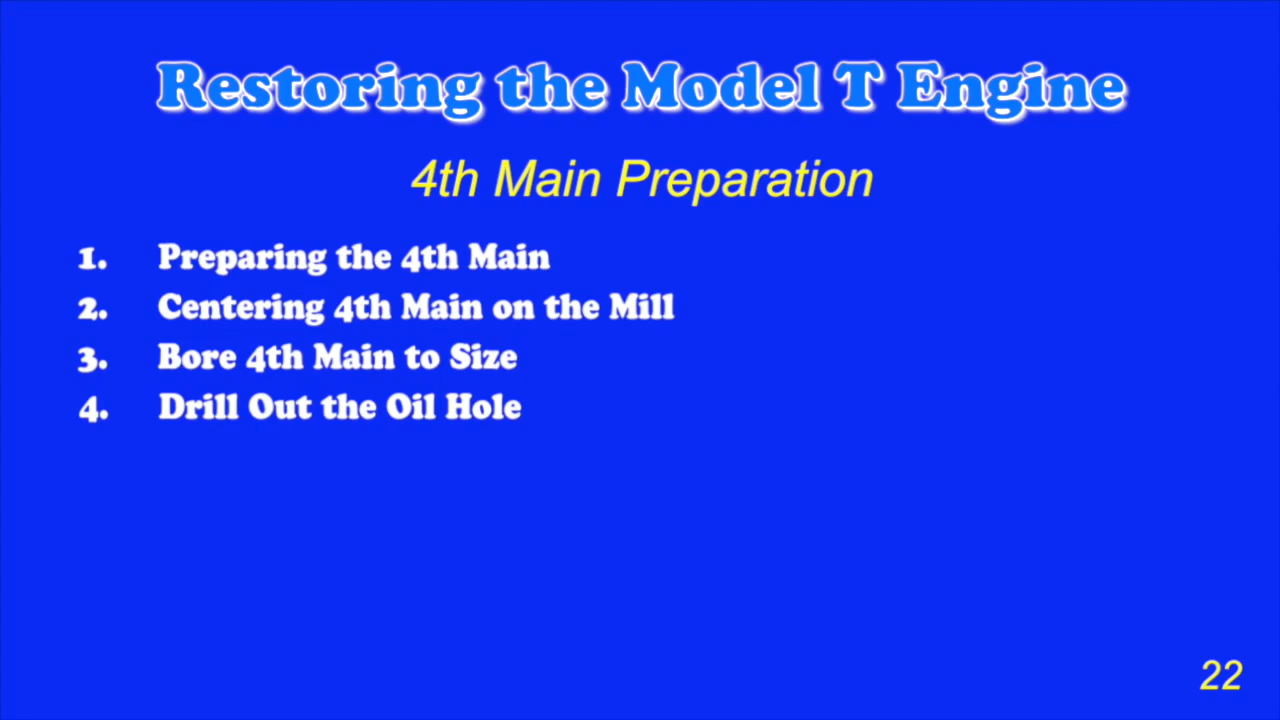 Restoring the Model T Engine
4th Main Preparation
1. Preparing the 4th Main
2. Centering 4th Main on the Mill
3. Bore 4th Main to Size
4. Drill Out the Oil Hole
22